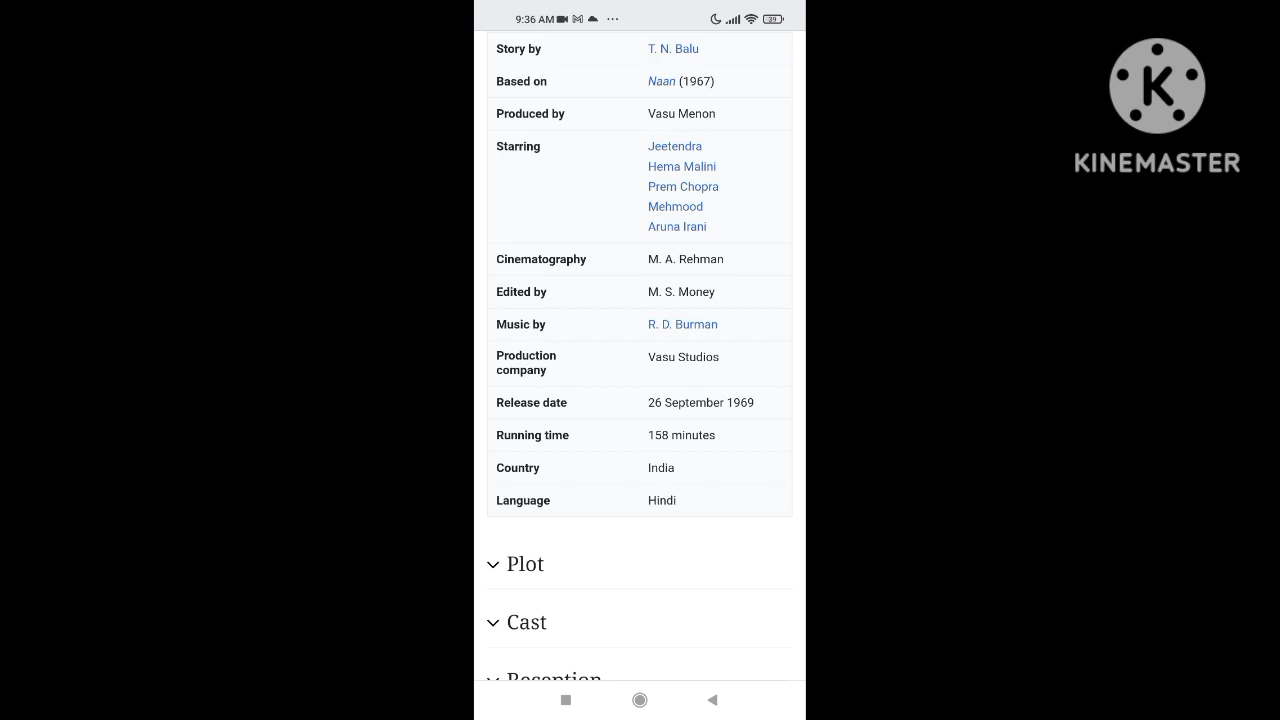 9:36 AM
39
KINEMASTER
Story by T. N. Balu
Based on Naan (1967)
Produced by Vasu Menon
Starring Jeetendra
Hema Malini
Prem Chopra
Mehmood
Aruna Irani
Cinematography M. A. Rehman
Edited by M. S. Money
Music by R. D. Burman
Production Vasu Studios
company
Release date 26 September 1969
Running time 158 minutes
Country India
Language Hindi
Plot
Cast
Reception